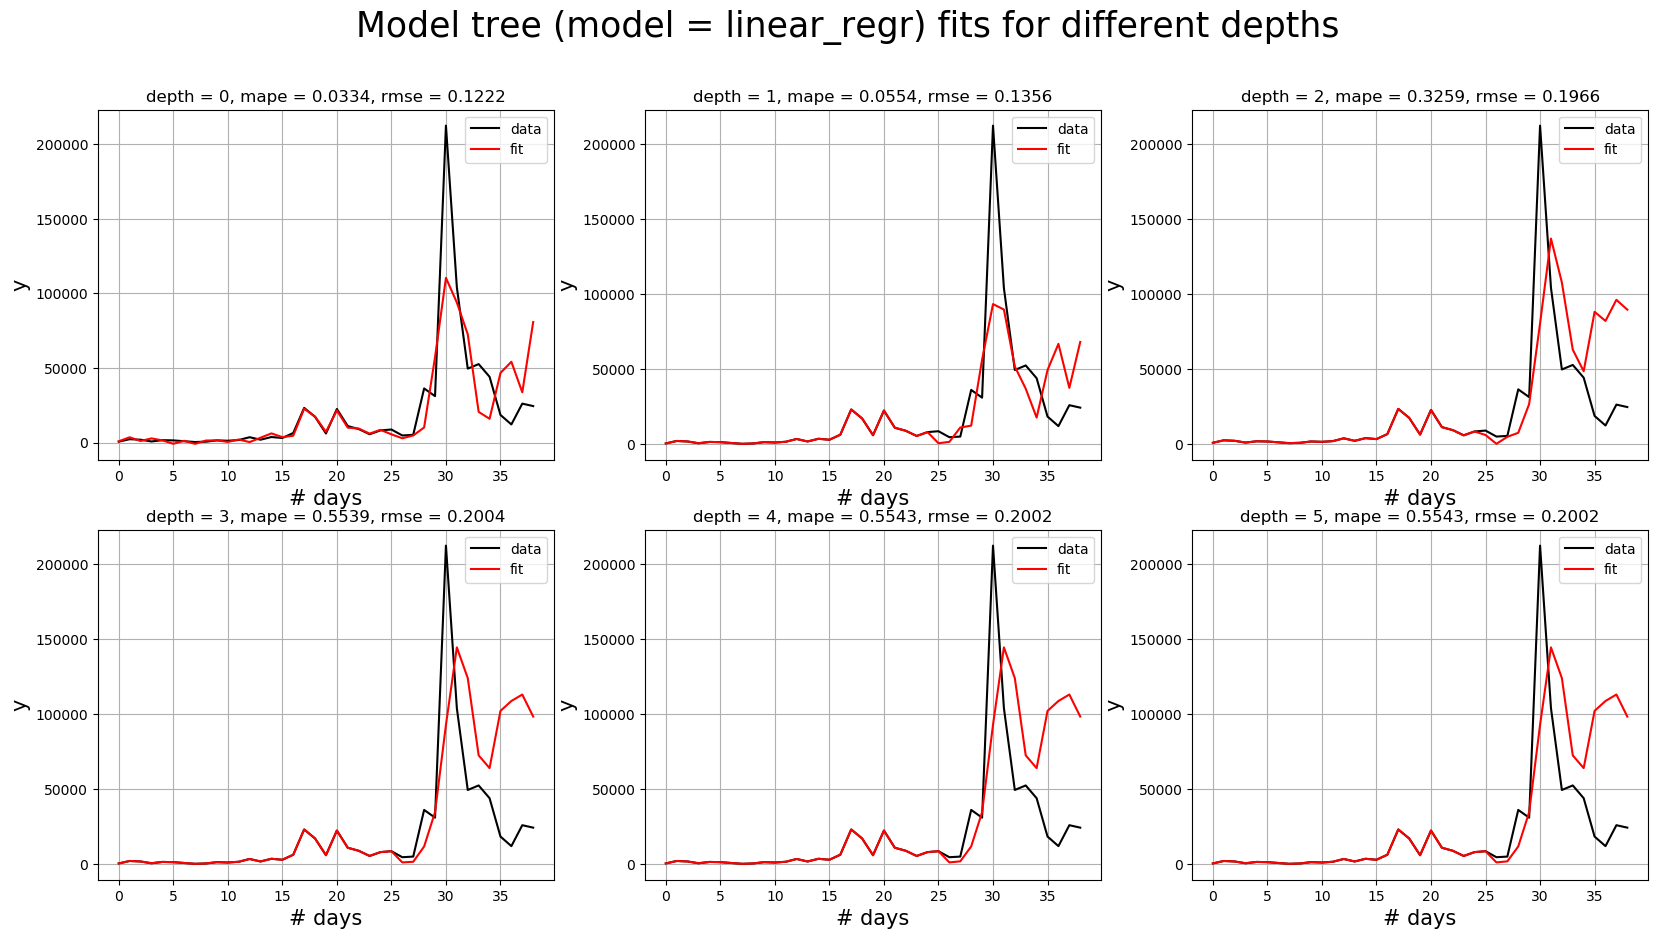 Model tree (model = linear_regr) fits for different depths
depth = 0, mape = 0.0334, rmse = 0.1222
data
fit
200000
150000
100000
50000
0
y
0 5 10 15 20 25 30 35
# days
depth = 1, mape = 0.0554, rmse = 0.1356
data
fit
200000
150000
100000
50000
0
y
0 5 10 15 20 25 30 35
# days
depth = 2, mape = 0.3259, rmse = 0.1966
data
fit
200000
150000
100000
50000
0
y
0 5 10 15 20 25 30 35
# days
depth = 3, mape = 0.5539, rmse = 0.2004
data
fit
200000
150000
100000
50000
0
y
0 5 10 15 20 25 30 35
# days
depth = 4, mape = 0.5543, rmse = 0.2002
data
fit
200000
150000
100000
50000
0
y
0 5 10 15 20 25 30 35
# days
depth = 5, mape = 0.5543, rmse = 0.2002
data
fit
200000
150000
100000
50000
0
y
0 5 10 15 20 25 30 35
# days